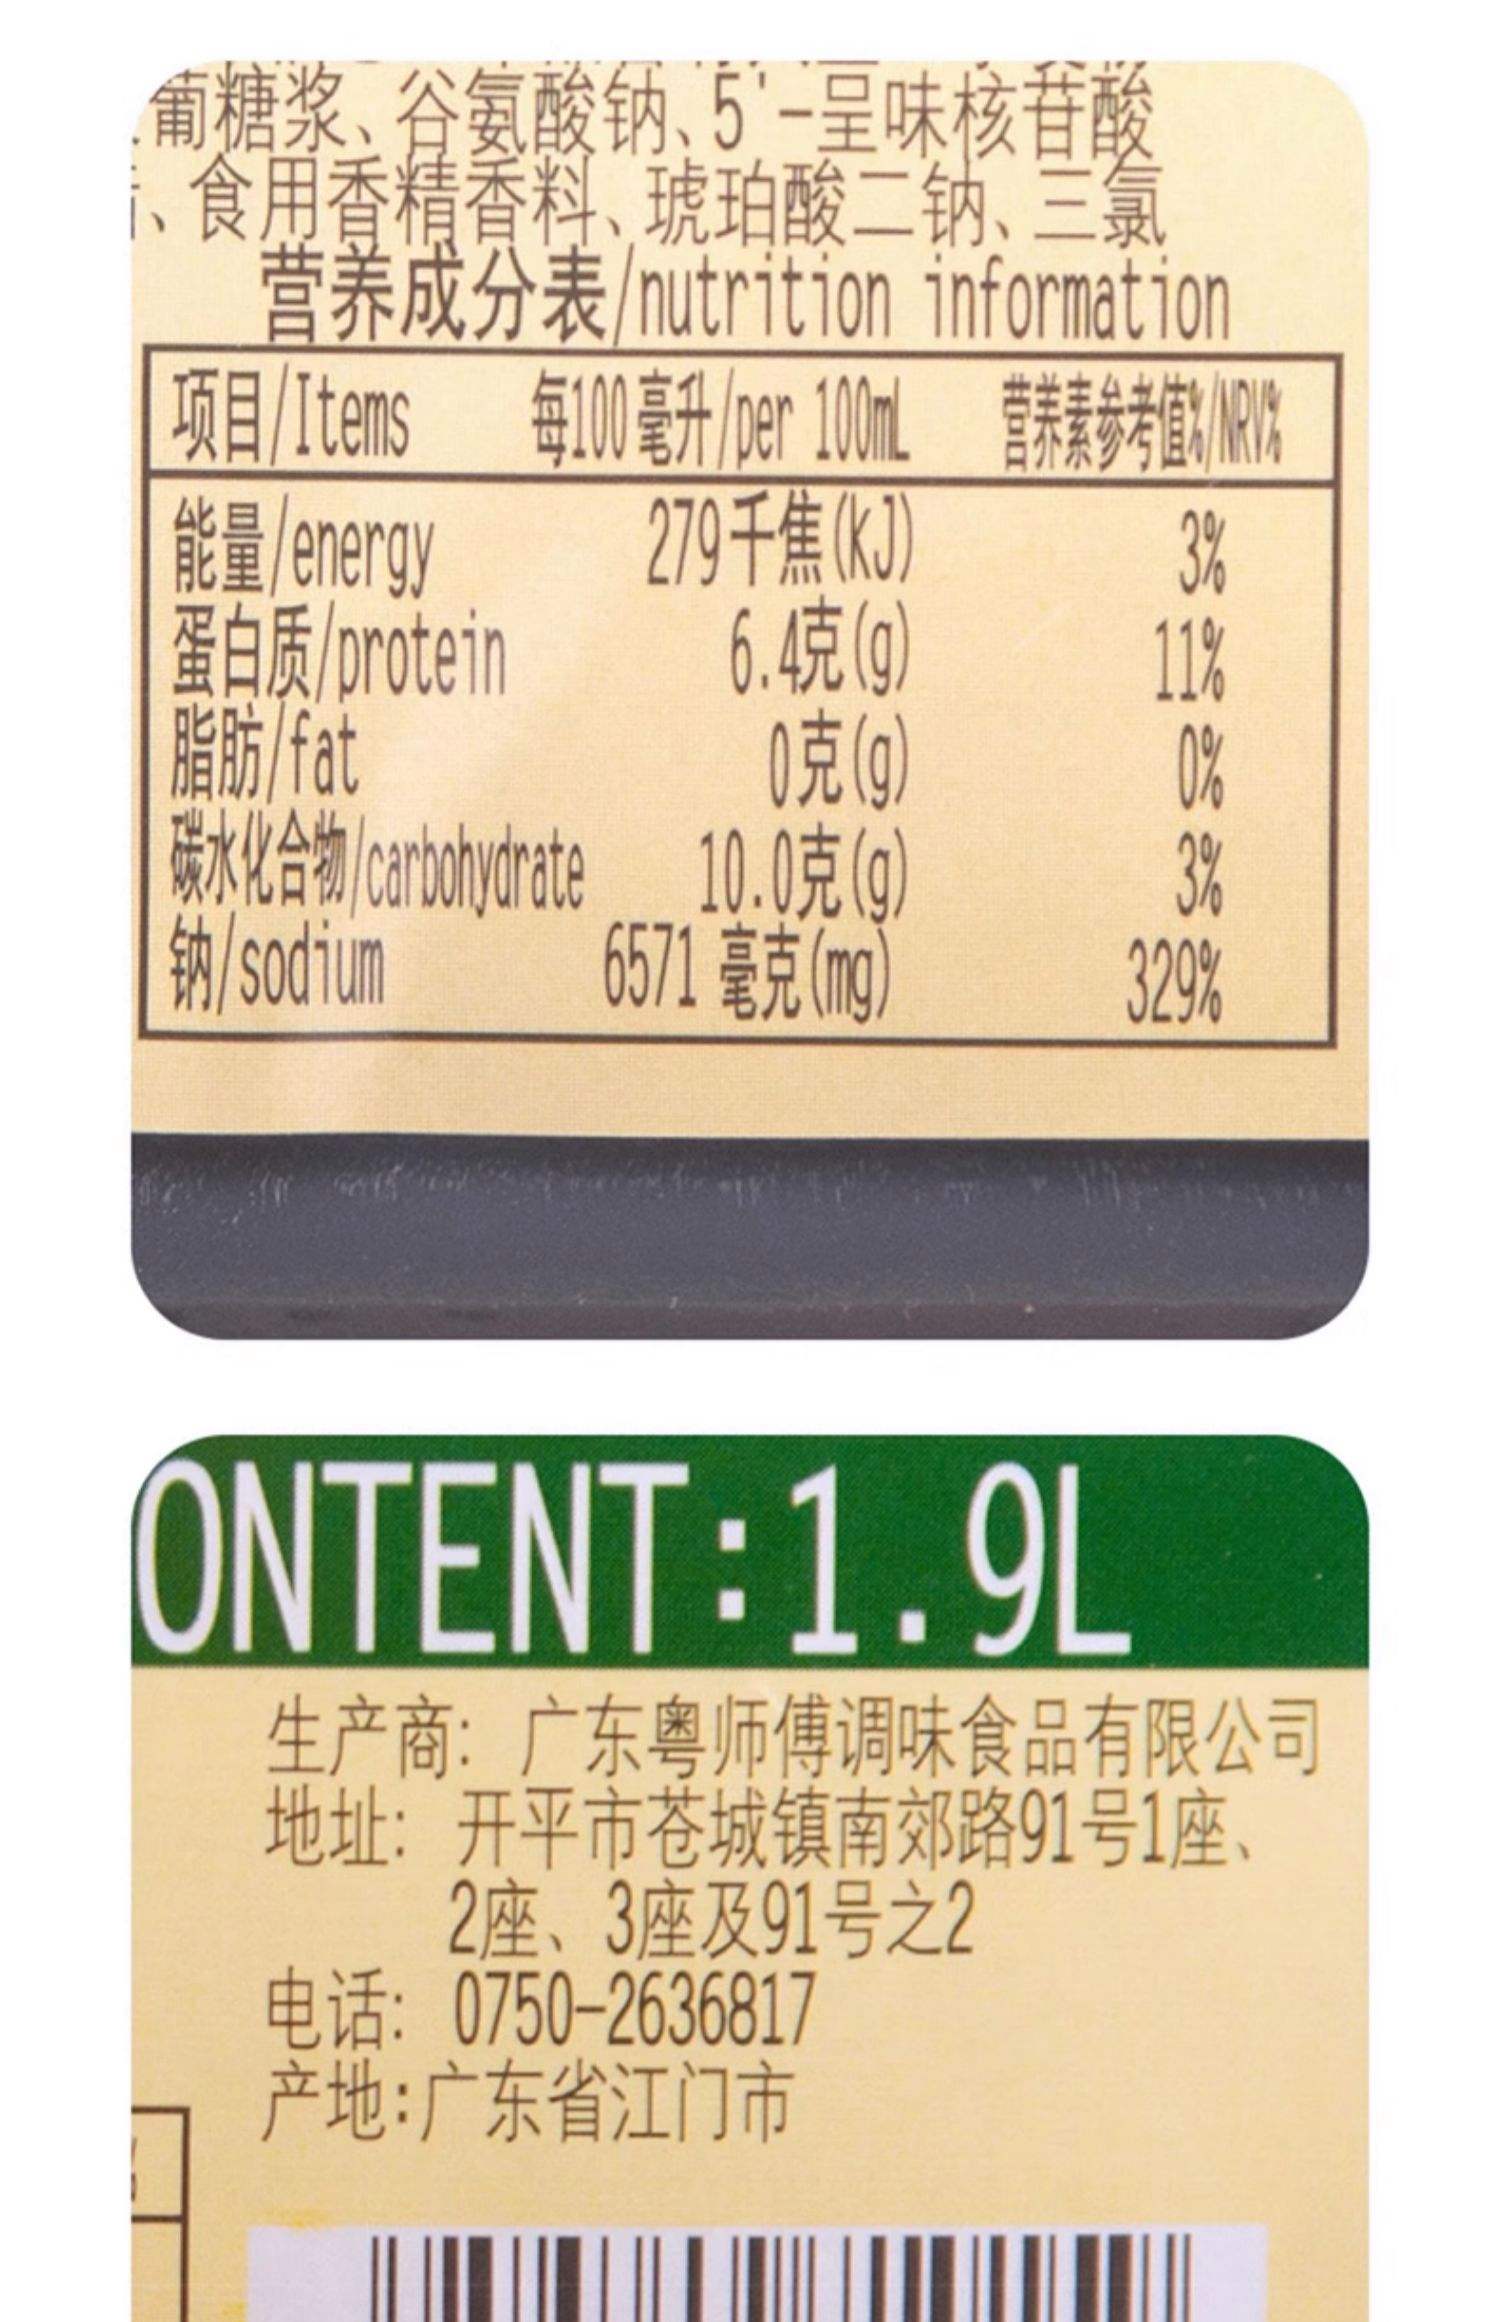 葡糖浆、谷氨酸钠、5'-呈味核苷酸
、食用香精香料、琥珀酸二钠、三氯
营养成分表/nutrition information
项目/Items 每100毫升/per 100mL 营养素参考值%/NRV%
能量/energy 279千焦(kJ) 3%
蛋白质/protein 6.4克(g) 11%
脂肪/fat 0克(g) 0%
碳水化合物/carbohydrate 10.0克(g) 3%
钠/sodium 6571 毫克(mg) 329%
ONTENT:1.9L
生产商: 广东粤师傅调味食品有限公司
地址: 开平市苍城镇南郊路91号1座、
2座、3座及91号之2
电话: 0750-2636817
产地:广东省江门市